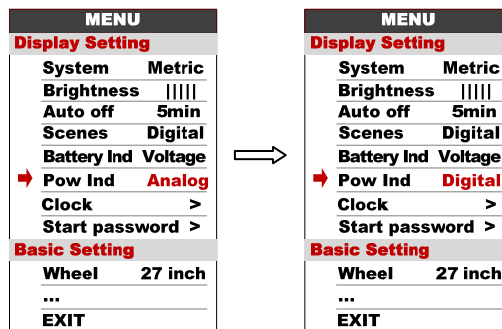 MENU
Display Setting
System Metric
Brightness |||||
Auto off 5min
Scenes Digital
Battery Ind Voltage
Pow Ind Analog
Clock >
Start password >
Basic Setting
Wheel 27 inch
...
EXIT
MENU
Display Setting
System Metric
Brightness |||||
Auto off 5min
Scenes Digital
Battery Ind Voltage
Pow Ind Digital
Clock >
Start password >
Basic Setting
Wheel 27 inch
...
EXIT